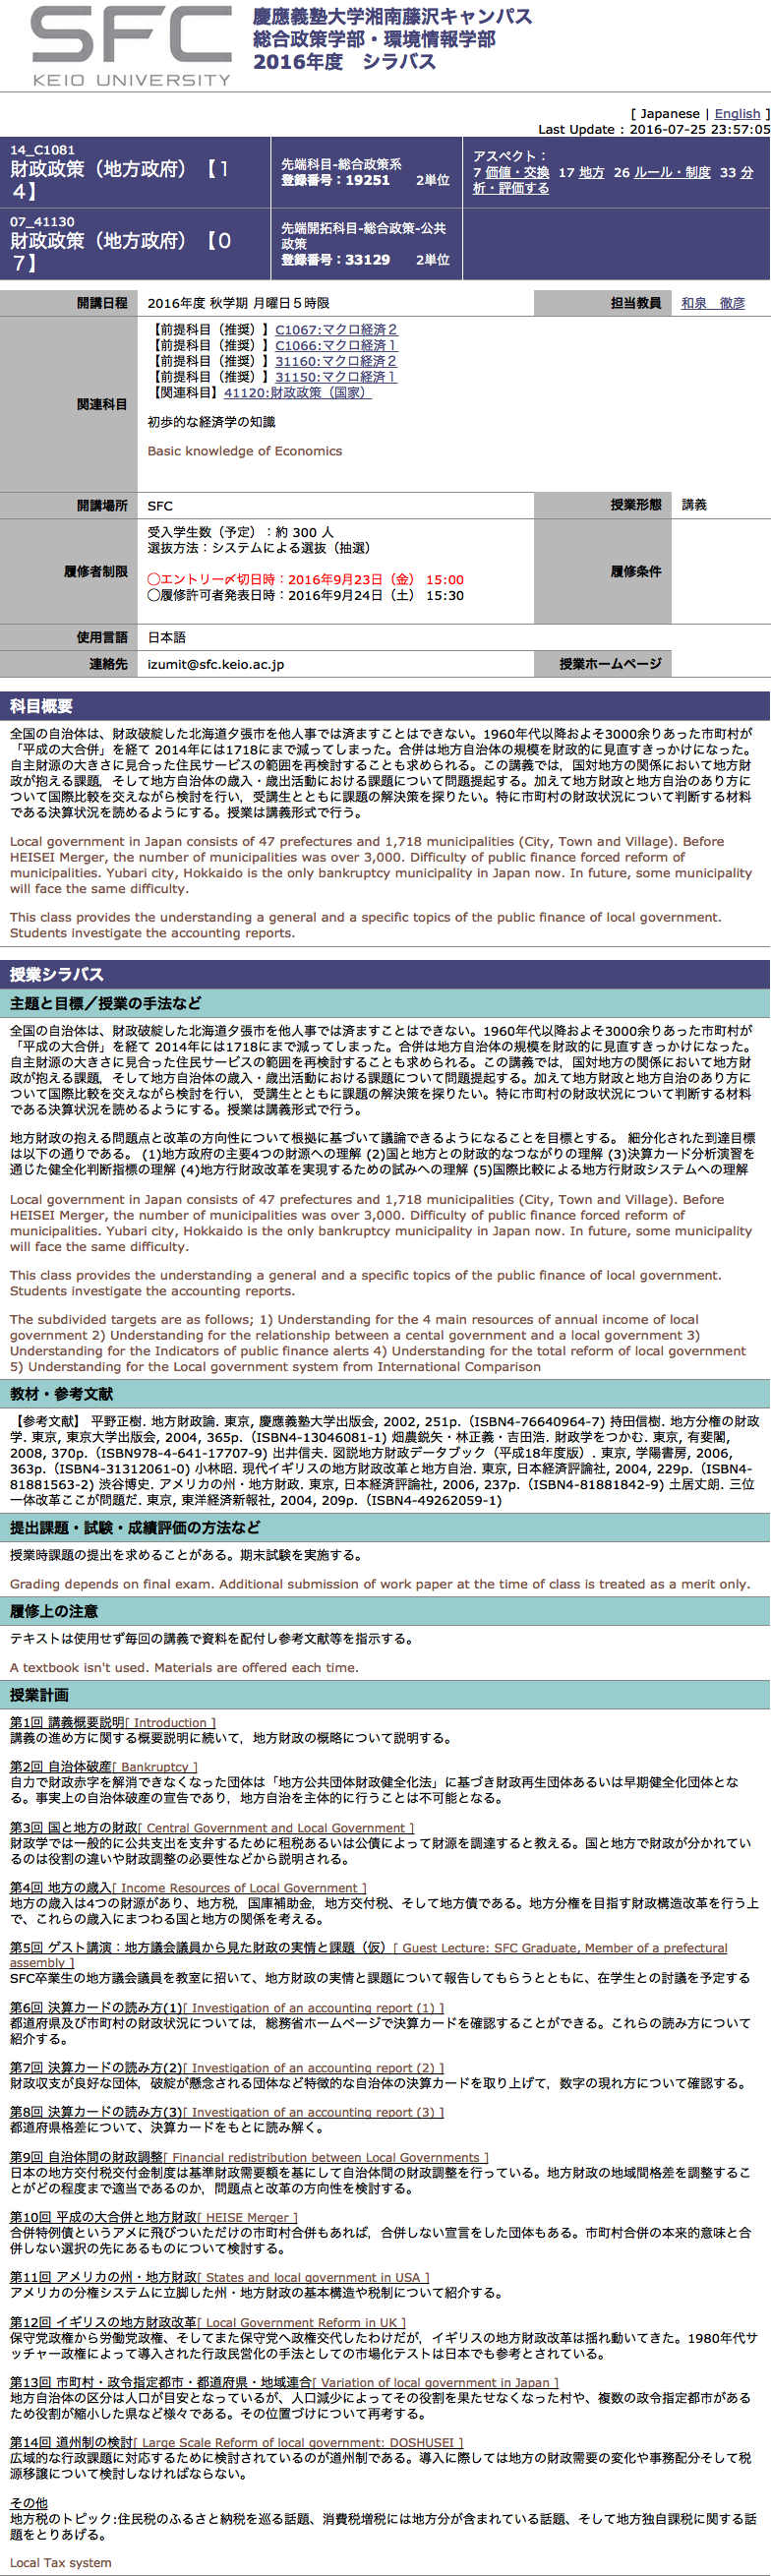 SFC
KEIO UNIVERSITY
慶應義塾大学湘南藤沢キャンパス
総合政策学部・環境情報学部
2016年度　シラバス
[ Japanese | English ]
Last Update : 2016-07-25 23:57:05
14_C1081
財政政策（地方政府）【1
4】
先端科目-総合政策系
登録番号：19251　2単位
アスペクト：
7 価値・交換 17 地方 26 ルール・制度 33 分
析・評価する
07_41130
財政政策（地方政府）【0
7】
先端開拓科目-総合政策-公共
政策
登録番号：33129　2単位
開講日程　2016年度 秋学期 月曜日５時限　担当教員　和泉　徹彦
関連科目
【前提科目（推奨）】C1067:マクロ経済２
【前提科目（推奨）】C1066:マクロ経済１
【前提科目（推奨）】31160:マクロ経済２
【前提科目（推奨）】31150:マクロ経済１
【関連科目】41120:財政政策（国家）
初歩的な経済学の知識
Basic knowledge of Economics
開講場所　SFC　授業形態　講義
履修者制限
受入学生数（予定）：約 300 人
選抜方法：システムによる選抜（抽選）
◯エントリー〆切日時：2016年9月23日（金） 15:00
◯履修許可者発表日時：2016年9月24日（土） 15:30
履修条件
使用言語　日本語
連絡先　izumit@sfc.keio.ac.jp　授業ホームページ
科目概要
全国の自治体は、財政破綻した北海道夕張市を他人事では済ますことはできない。1960年代以降およそ3000余りあった市町村が
「平成の大合併」を経て 2014年には1718にまで減ってしまった。合併は地方自治体の規模を財政的に見直すきっかけになった。
自主財源の大きさに見合った住民サービスの範囲を再検討することも求められる。この講義では，国対地方の関係において地方財
政が抱える課題，そして地方自治体の歳入・歳出活動における課題について問題提起する。加えて地方財政と地方自治のあり方に
ついて国際比較を交えながら検討を行い，受講生とともに課題の解決策を探りたい。特に市町村の財政状況について判断する材料
である決算状況を読めるようにする。授業は講義形式で行う。
Local government in Japan consists of 47 prefectures and 1,718 municipalities (City, Town and Village). Before
HEISEI Merger, the number of municipalities was over 3,000. Difficulty of public finance forced reform of
municipalities. Yubari city, Hokkaido is the only bankruptcy municipality in Japan now. In future, some municipality
will face the same difficulty.
This class provides the understanding a general and a specific topics of the public finance of local government.
Students investigate the accounting reports.
授業シラバス
主題と目標／授業の手法など
全国の自治体は、財政破綻した北海道夕張市を他人事では済ますことはできない。1960年代以降およそ3000余りあった市町村が
「平成の大合併」を経て 2014年には1718にまで減ってしまった。合併は地方自治体の規模を財政的に見直すきっかけになった。
自主財源の大きさに見合った住民サービスの範囲を再検討することも求められる。この講義では，国対地方の関係において地方財
政が抱える課題，そして地方自治体の歳入・歳出活動における課題について問題提起する。加えて地方財政と地方自治のあり方に
ついて国際比較を交えながら検討を行い，受講生とともに課題の解決策を探りたい。特に市町村の財政状況について判断する材料
である決算状況を読めるようにする。授業は講義形式で行う。
地方財政の抱える問題点と改革の方向性について根拠に基づいて議論できるようになることを目標とする。 細分化された到達目標
は以下の通りである。 (1)地方政府の主要4つの財源への理解 (2)国と地方との財政的なつながりの理解 (3)決算カード分析演習を
通じた健全化判断指標の理解 (4)地方行財政改革を実現するための試みへの理解 (5)国際比較による地方行財政システムへの理解
Local government in Japan consists of 47 prefectures and 1,718 municipalities (City, Town and Village). Before
HEISEI Merger, the number of municipalities was over 3,000. Difficulty of public finance forced reform of
municipalities. Yubari city, Hokkaido is the only bankruptcy municipality in Japan now. In future, some municipality
will face the same difficulty.
This class provides the understanding a general and a specific topics of the public finance of local government.
Students investigate the accounting reports.
The subdivided targets are as follows; 1) Understanding for the 4 main resources of annual income of local
government 2) Understanding for the relationship between a cental government and a local government 3)
Understanding for the Indicators of public finance alerts 4) Understanding for the total reform of local government
5) Understanding for the Local government system from International Comparison
教材・参考文献
【参考文献】 平野正樹. 地方財政論. 東京, 慶應義塾大学出版会, 2002, 251p.（ISBN4-76640964-7) 持田信樹. 地方分権の財政
学. 東京, 東京大学出版会, 2004, 365p.（ISBN4-13046081-1) 畑農鋭矢・林正義・吉田浩. 財政学をつかむ. 東京, 有斐閣,
2008, 370p.（ISBN978-4-641-17707-9) 出井信夫. 図説地方財政データブック（平成18年度版）. 東京, 学陽書房, 2006,
363p.（ISBN4-31312061-0) 小林昭. 現代イギリスの地方財政改革と地方自治. 東京, 日本経済評論社, 2004, 229p.（ISBN4-
81881563-2) 渋谷博史. アメリカの州・地方財政. 東京, 日本経済評論社, 2006, 237p.（ISBN4-81881842-9) 土居丈朗. 三位
一体改革ここが問題だ. 東京, 東洋経済新報社, 2004, 209p.（ISBN4-49262059-1)
提出課題・試験・成績評価の方法など
授業時課題の提出を求めることがある。期末試験を実施する。
Grading depends on final exam. Additional submission of work paper at the time of class is treated as a merit only.
履修上の注意
テキストは使用せず毎回の講義で資料を配付し参考文献等を指示する。
A textbook isn't used. Materials are offered each time.
授業計画
第1回 講義概要説明[ Introduction ]
講義の進め方に関する概要説明に続いて，地方財政の概略について説明する。
第2回 自治体破産[ Bankruptcy ]
自力で財政赤字を解消できなくなった団体は「地方公共団体財政健全化法」に基づき財政再生団体あるいは早期健全化団体とな
る。事実上の自治体破産の宣告であり，地方自治を主体的に行うことは不可能となる。
第3回 国と地方の財政[ Central Government and Local Government ]
財政学では一般的に公共支出を支弁するために租税あるいは公債によって財源を調達すると教える。国と地方で財政が分かれてい
るのは役割の違いや財政調整の必要性などから説明される。
第4回 地方の歳入[ Income Resources of Local Government ]
地方の歳入は4つの財源があり、地方税，国庫補助金，地方交付税、そして地方債である。地方分権を目指す財政構造改革を行う上
で、これらの歳入にまつわる国と地方の関係を考える。
第5回 ゲスト講演：地方議会議員から見た財政の実情と課題（仮）[ Guest Lecture: SFC Graduate, Member of a prefectural
assembly ]
SFC卒業生の地方議会議員を教室に招いて、地方財政の実情と課題について報告してもらうとともに、在学生との討議を予定する
第6回 決算カードの読み方(1)[ Investigation of an accounting report (1) ]
都道府県及び市町村の財政状況については，総務省ホームページで決算カードを確認することができる。これらの読み方について
紹介する。
第7回 決算カードの読み方(2)[ Investigation of an accounting report (2) ]
財政収支が良好な団体，破綻が懸念される団体など特徴的な自治体の決算カードを取り上げて，数字の現れ方について確認する。
第8回 決算カードの読み方(3)[ Investigation of an accounting report (3) ]
都道府県格差について、決算カードをもとに読み解く。
第9回 自治体間の財政調整[ Financial redistribution between Local Governments ]
日本の地方交付税交付金制度は基準財政需要額を基にして自治体間の財政調整を行っている。地方財政の地域間格差を調整するこ
とがどの程度まで適当であるのか，問題点と改革の方向性を検討する。
第10回 平成の大合併と地方財政[ HEISE Merger ]
合併特例債というアメに飛びついただけの市町村合併もあれば，合併しない宣言をした団体もある。市町村合併の本来的意味と合
併しない選択の先にあるものについて検討する。
第11回 アメリカの州・地方財政[ States and local government in USA ]
アメリカの分権システムに立脚した州・地方財政の基本構造や税制について紹介する。
第12回 イギリスの地方財政改革[ Local Government Reform in UK ]
保守党政権から労働党政権、そしてまた保守党へ政権交代したわけだが，イギリスの地方財政改革は揺れ動いてきた。1980年代サ
ッチャー政権によって導入された行政民営化の手法としての市場化テストは日本でも参考とされている。
第13回 市町村・政令指定都市・都道府県・地域連合[ Variation of local government in Japan ]
地方自治体の区分は人口が目安となっているが、人口減少によってその役割を果たせなくなった村や、複数の政令指定都市がある
ため役割が縮小した県など様々である。その位置づけについて再考する。
第14回 道州制の検討[ Large Scale Reform of local government: DOSHUSEI ]
広域的な行政課題に対応するために検討されているのが道州制である。導入に際しては地方の財政需要の変化や事務配分そして税
源移譲について検討しなければならない。
その他
地方税のトピック:住民税のふるさと納税を巡る話題、消費税増税には地方分が含まれている話題、そして地方独自課税に関する話
題をとりあげる。
Local Tax system